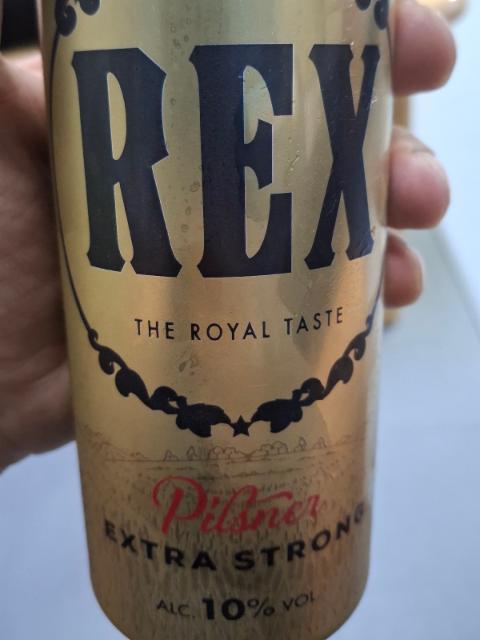 REX
THE ROYAL TASTE
Pilsner
EXTRA STRONG
ALC. 10% VOL